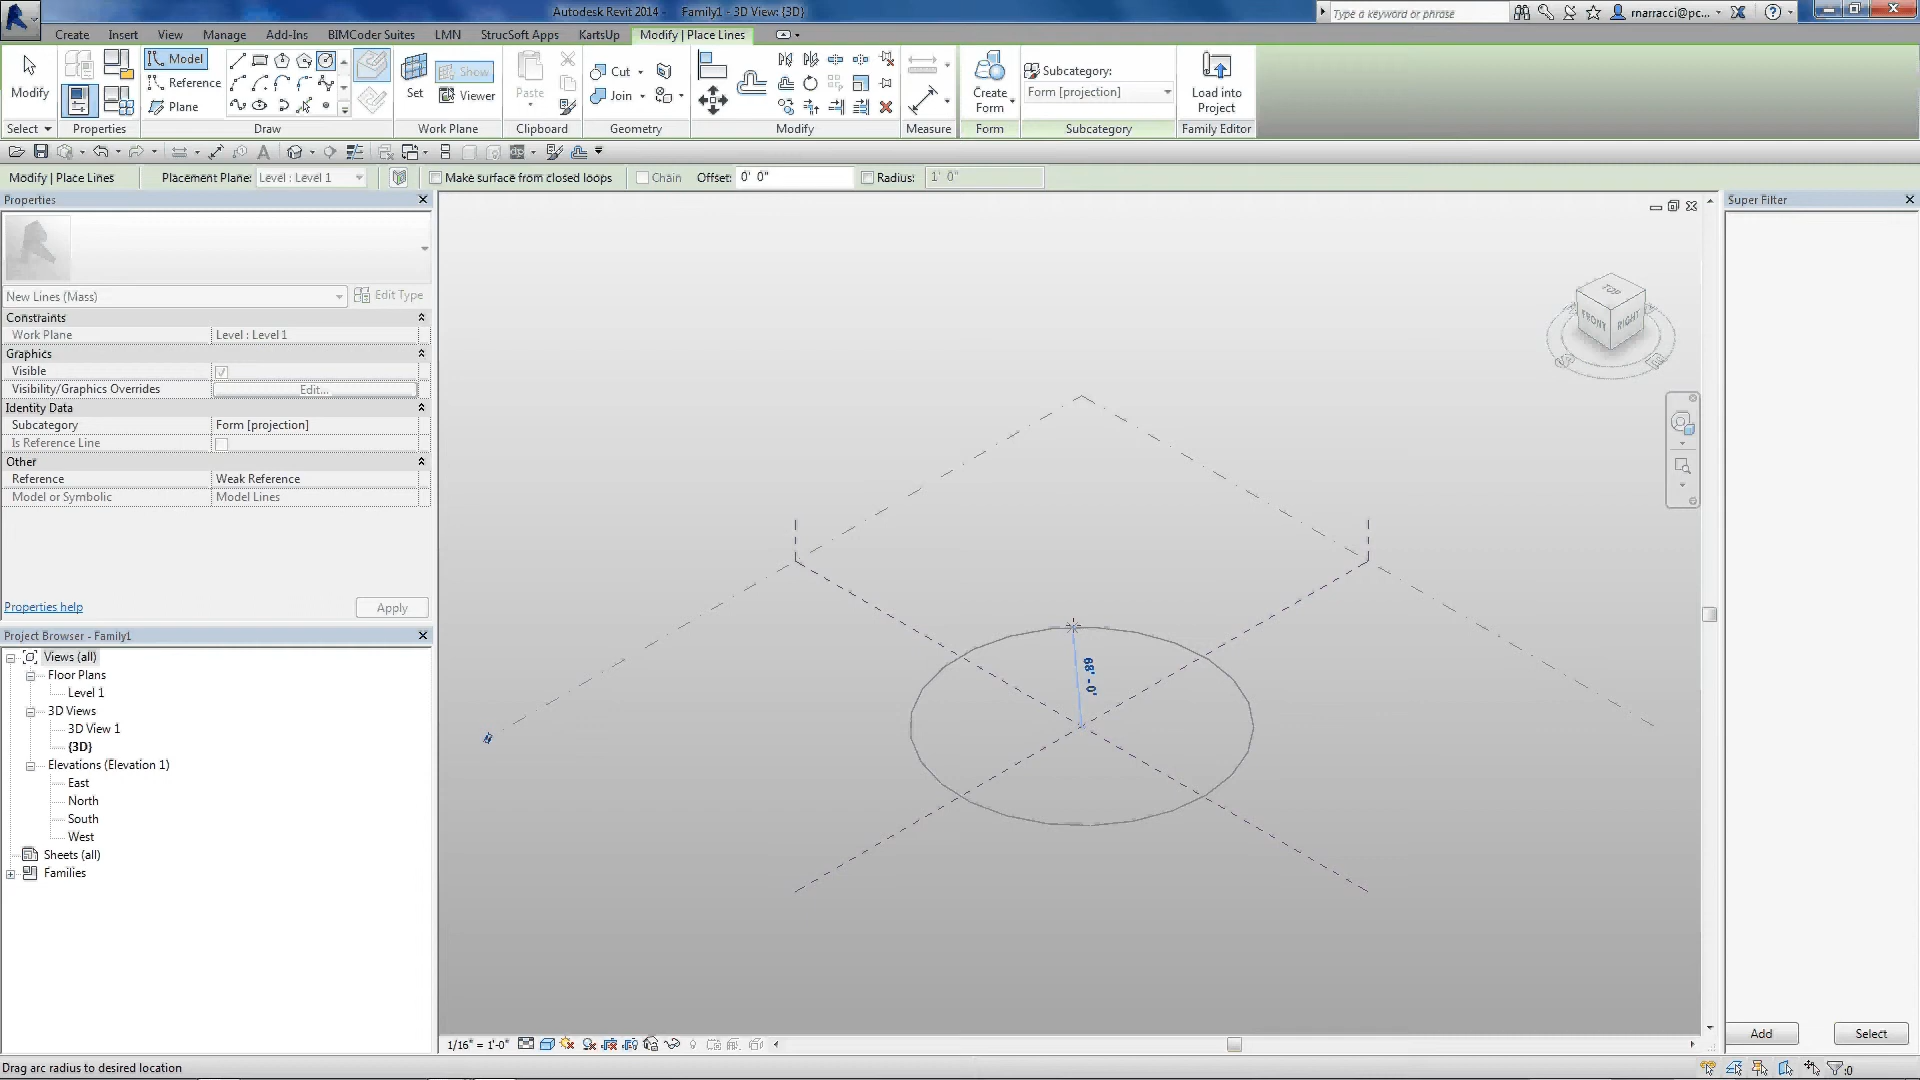 Autodesk Revit 2014 - Family1 - 3D View: {3D}
Type a keyword or phrase
rnarracci@pc...
Create Insert View Manage Add-Ins BIMCoder Suites LMN StrucSoft Apps KartsUp Modify | Place Lines
Modify
Model
Reference
Plane
Set
Show
Viewer
Paste
Cut
Join
Create
Form
Subcategory:
Form [projection]
Load into
Project
Select Properties Draw Work Plane Clipboard Geometry Modify Measure Form Subcategory Family Editor
Modify | Place Lines Placement Plane: Level : Level 1 Make surface from closed loops Chain Offset: 0' 0" Radius: 1' 0"
Properties
New Lines (Mass) Edit Type
Constraints
Work Plane Level : Level 1
Graphics
Visible
Visibility/Graphics Overrides Edit...
Identity Data
Subcategory Form [projection]
Is Reference Line
Other
Reference Weak Reference
Model or Symbolic Model Lines
Properties help Apply
Project Browser - Family1
Views (all)
Floor Plans
Level 1
3D Views
3D View 1
{3D}
Elevations (Elevation 1)
East
North
South
West
Sheets (all)
Families
68' - 0"
TOP
FRONT
RIGHT
Super Filter
Add Select
1/16" = 1'-0"
Drag arc radius to desired location
:0